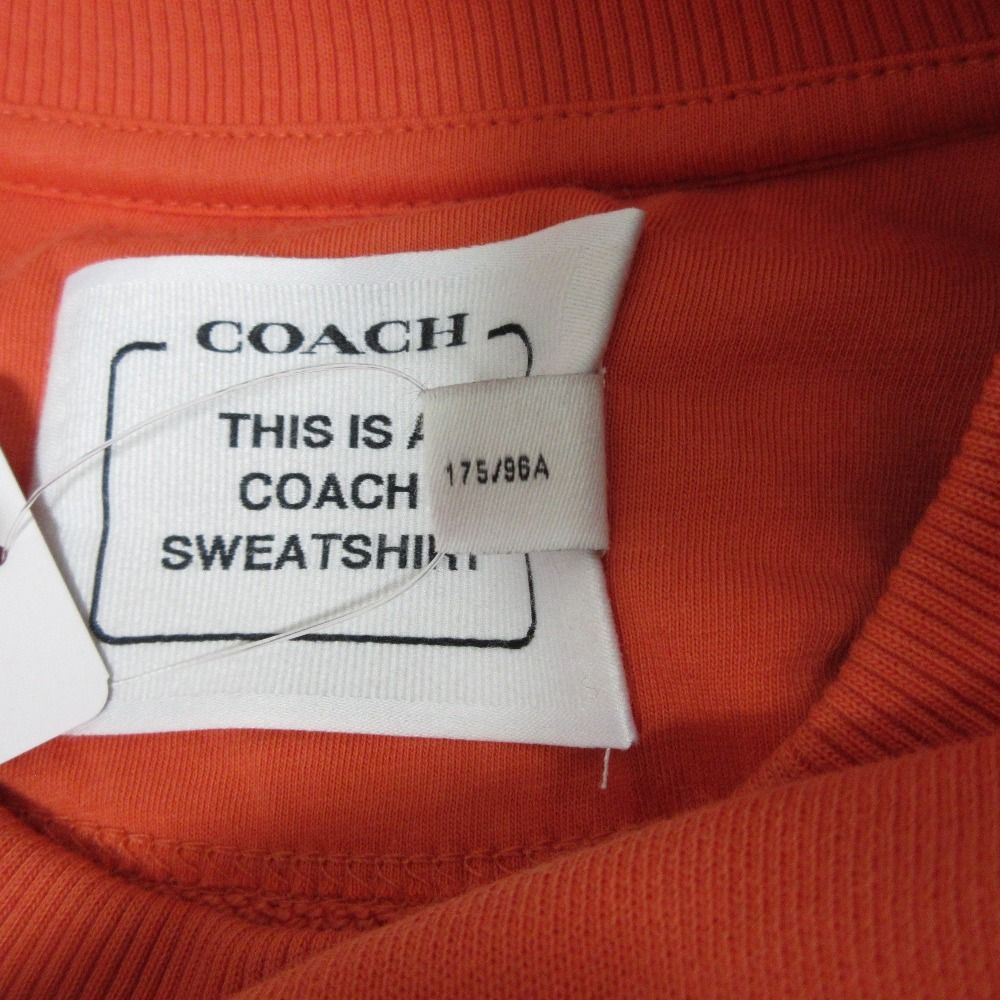 COACH
THIS IS A
COACH
SWEATSHIRT
175/96A